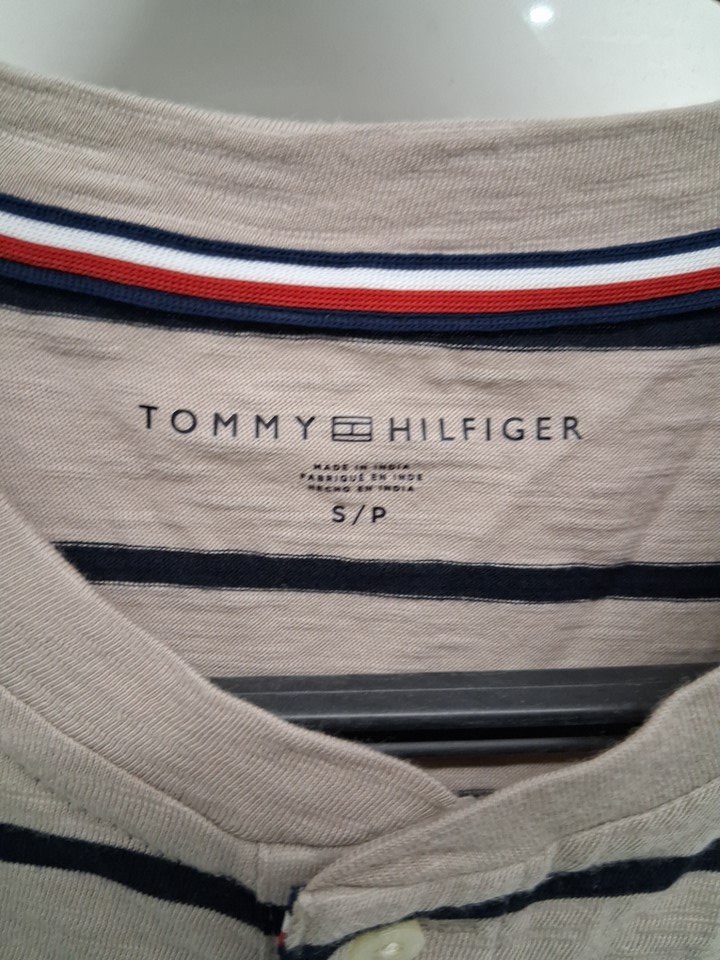 TOMMY HILFIGER
MADE IN INDIA
FABRIQUÉ EN INDE
HECHO EN INDIA
S/P